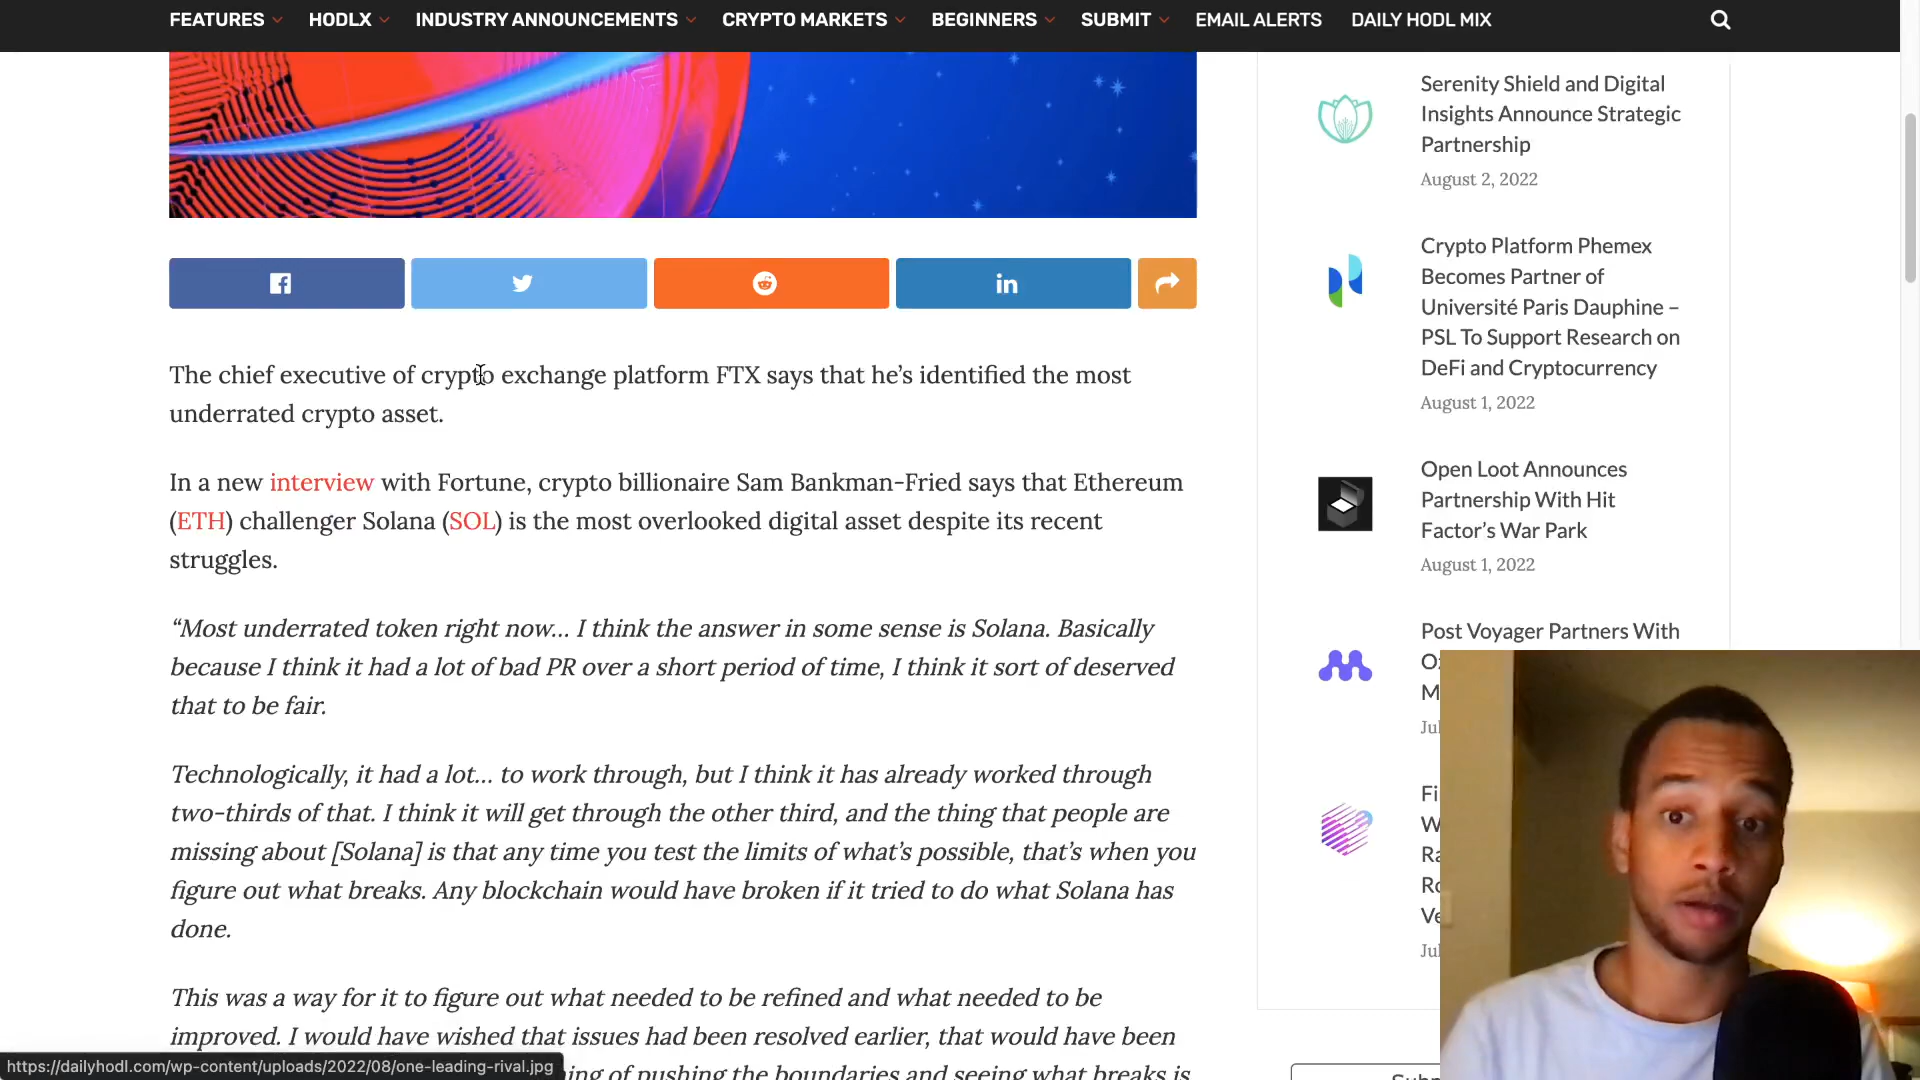 FEATURES HODLX INDUSTRY ANNOUNCEMENTS CRYPTO MARKETS BEGINNERS SUBMIT EMAIL ALERTS DAILY HODL MIX
The chief executive of crypto exchange platform FTX says that he’s identified the most
underrated crypto asset.
In a new interview with Fortune, crypto billionaire Sam Bankman-Fried says that Ethereum
(ETH) challenger Solana (SOL) is the most overlooked digital asset despite its recent
struggles.
“Most underrated token right now… I think the answer in some sense is Solana. Basically
because I think it had a lot of bad PR over a short period of time, I think it sort of deserved
that to be fair.
Technologically, it had a lot… to work through, but I think it has already worked through
two-thirds of that. I think it will get through the other third, and the thing that people are
missing about [Solana] is that any time you test the limits of what’s possible, that’s when you
figure out what breaks. Any blockchain would have broken if it tried to do what Solana has
done.
This was a way for it to figure out what needed to be refined and what needed to be
improved. I would have wished that issues had been resolved earlier, that would have been
of pushing the boundaries and seeing what breaks is
https://dailyhodl.com/wp-content/uploads/2022/08/one-leading-rival.jpg
Serenity Shield and Digital
Insights Announce Strategic
Partnership
August 2, 2022
Crypto Platform Phemex
Becomes Partner of
Université Paris Dauphine –
PSL To Support Research on
DeFi and Cryptocurrency
August 1, 2022
Open Loot Announces
Partnership With Hit
Factor’s War Park
August 1, 2022
Post Voyager Partners With